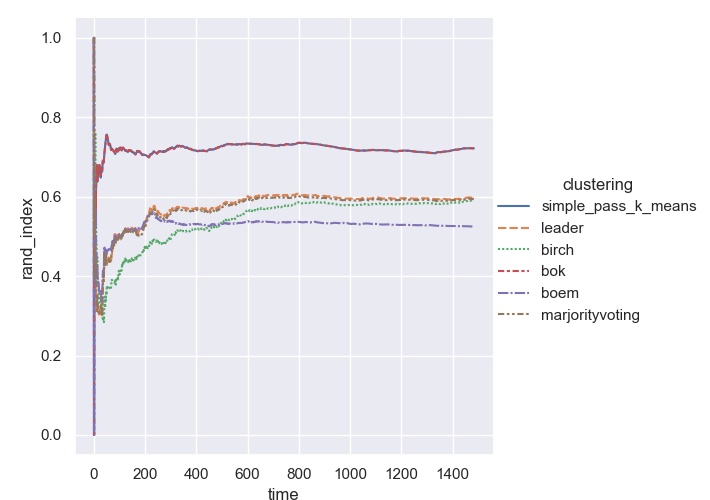 1.0
0.8
0.6
0.4
0.2
0.0
rand_index
0 200 400 600 800 1000 1200 1400
time
clustering
simple_pass_k_means
leader
birch
bok
boem
marjorityvoting